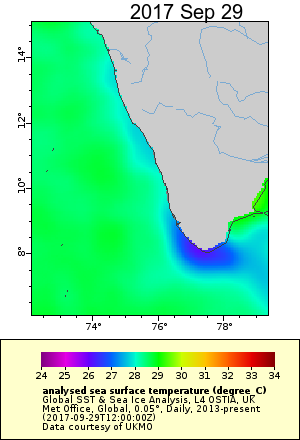 2017 Sep 29
14°
12°
10°
8°
74°
76°
78°
24 25 26 27 28 29 30 31 32 33 34
analysed sea surface temperature (degree_C)
Global SST & Sea Ice Analysis, L4 OSTIA, UK
Met Office, Global, 0.05°, Daily, 2013-present
(2017-09-29T12:00:00Z)
Data courtesy of UKMO